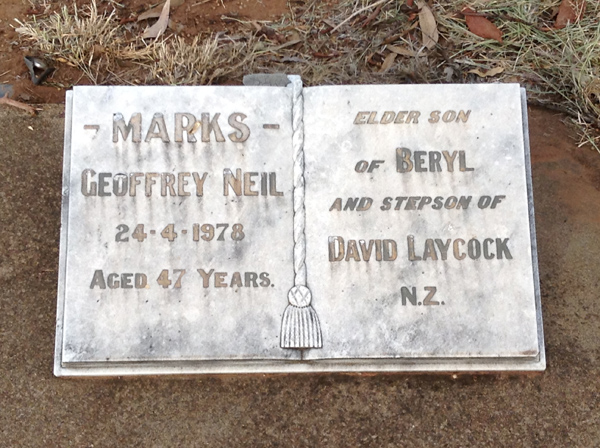 - MARKS -
GEOFFREY NEIL
24-4-1978
AGED 47 YEARS.
ELDER SON
OF BERYL
AND STEPSON OF
DAVID LAYCOCK
N.Z.